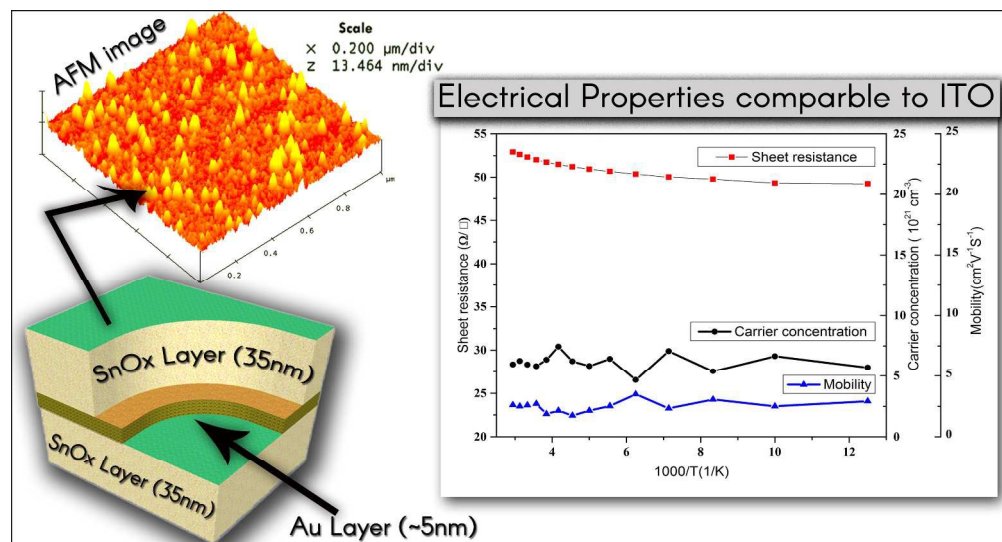 AFM image
Scale
X 0.200 µm/div
Z 13.464 nm/div
µm
0.8
0.6
0.4
0.2
SnOx Layer (35nm)
SnOx Layer (35nm)
Au Layer (~5nm)
Electrical Properties comparble to ITO
Sheet resistance
Carrier concentration
Mobility
Sheet resistance (Ω/□)
55
50
45
40
35
30
25
20
4 6 8 10 12
1000/T(1/K)
25
20
15
10
5
0
Carrier concentration ( 10²¹ cm⁻³)
25
20
15
10
5
0
Mobility(cm²V⁻¹S⁻¹)